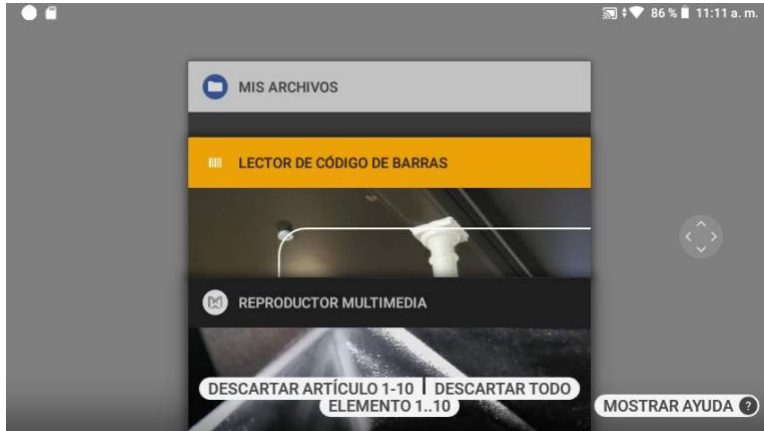 86 % 11:11 a. m.
MIS ARCHIVOS
LECTOR DE CÓDIGO DE BARRAS
REPRODUCTOR MULTIMEDIA
DESCARTAR ARTÍCULO 1-10 DESCARTAR TODO
ELEMENTO 1..10
MOSTRAR AYUDA ?